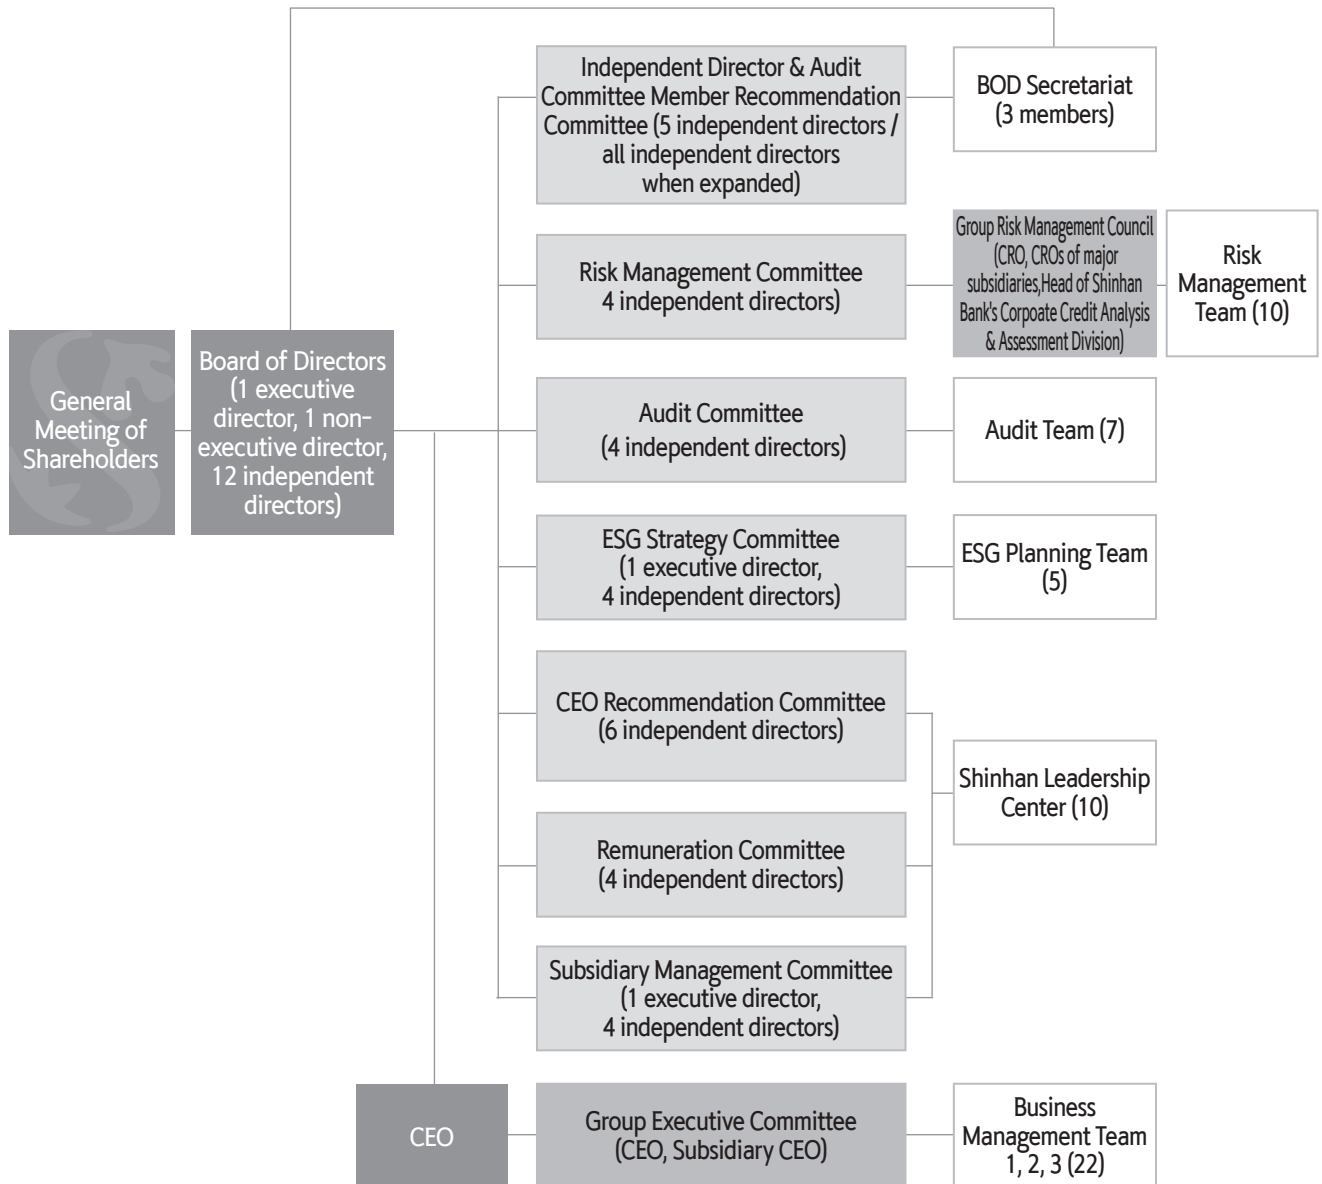 General
Meeting of
Shareholders
Board of Directors
(1 executive
director, 1 non-
executive director,
12 independent
directors)
Independent Director & Audit
Committee Member Recommendation
Committee (5 independent directors /
all independent directors
when expanded)
BOD Secretariat
(3 members)
Risk Management Committee
4 independent directors)
Group Risk Management Council
(CRO, CROs of major
subsidiaries,Head of Shinhan
Bank's Corpoate Credit Analysis
& Assessment Division)
Risk
Management
Team (10)
Audit Committee
(4 independent directors)
Audit Team (7)
ESG Strategy Committee
(1 executive director,
4 independent directors)
ESG Planning Team
(5)
CEO Recommendation Committee
(6 independent directors)
Remuneration Committee
(4 independent directors)
Subsidiary Management Committee
(1 executive director,
4 independent directors)
Shinhan Leadership
Center (10)
CEO
Group Executive Committee
(CEO, Subsidiary CEO)
Business
Management Team
1, 2, 3 (22)